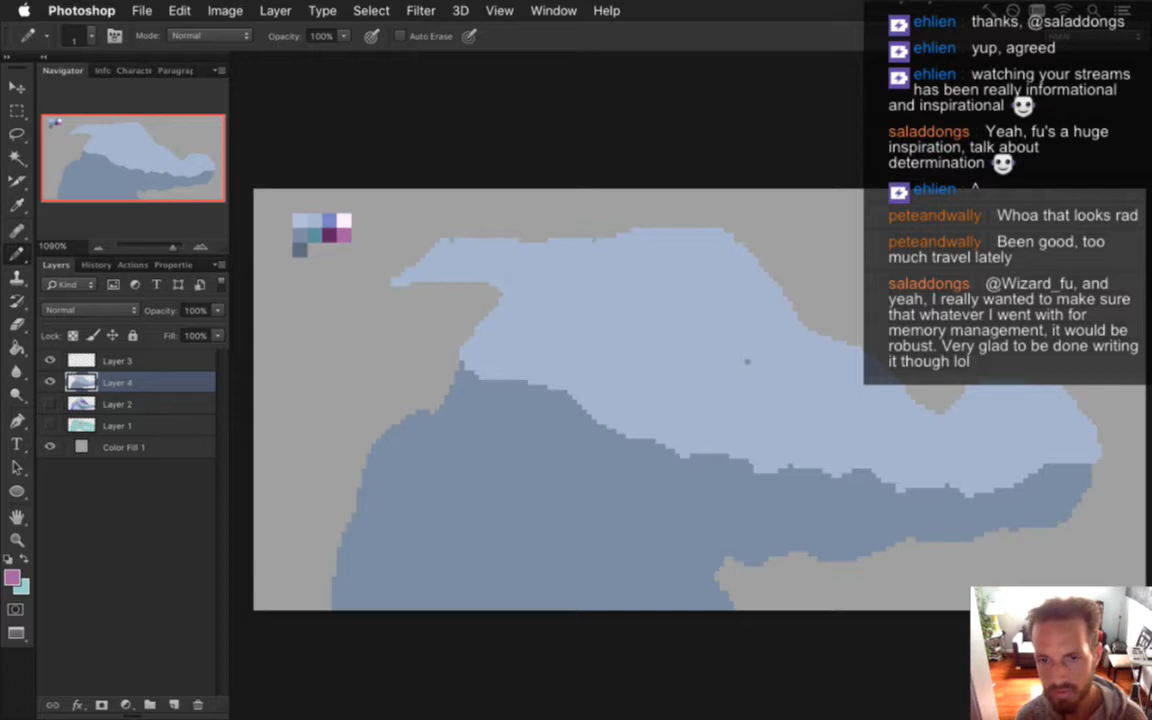 Photoshop File Edit Image Layer Type Select Filter 3D View Window Help
1 Mode: Normal Opacity: 100% Auto Erase
Navigator Info Characte Paragraj
1090%
Layers History Actions Propertie
Kind
Normal Opacity: 100%
Lock: Fill: 100%
Layer 3
Layer 4
Layer 2
Layer 1
Color Fill 1
fx
ehlien thanks, @saladdongs
ehlien yup, agreed
ehlien watching your streams
has been really informational
and inspirational
saladdongs Yeah, fu's a huge
inspiration, talk about
determination
ehlien ^
peteandwally Whoa that looks rad
peteandwally Been good, too
much travel lately
saladdongs @Wizard_fu, and
yeah, I really wanted to make sure
that whatever I went with for
memory management, it would be
robust. Very glad to be done writing
it though lol